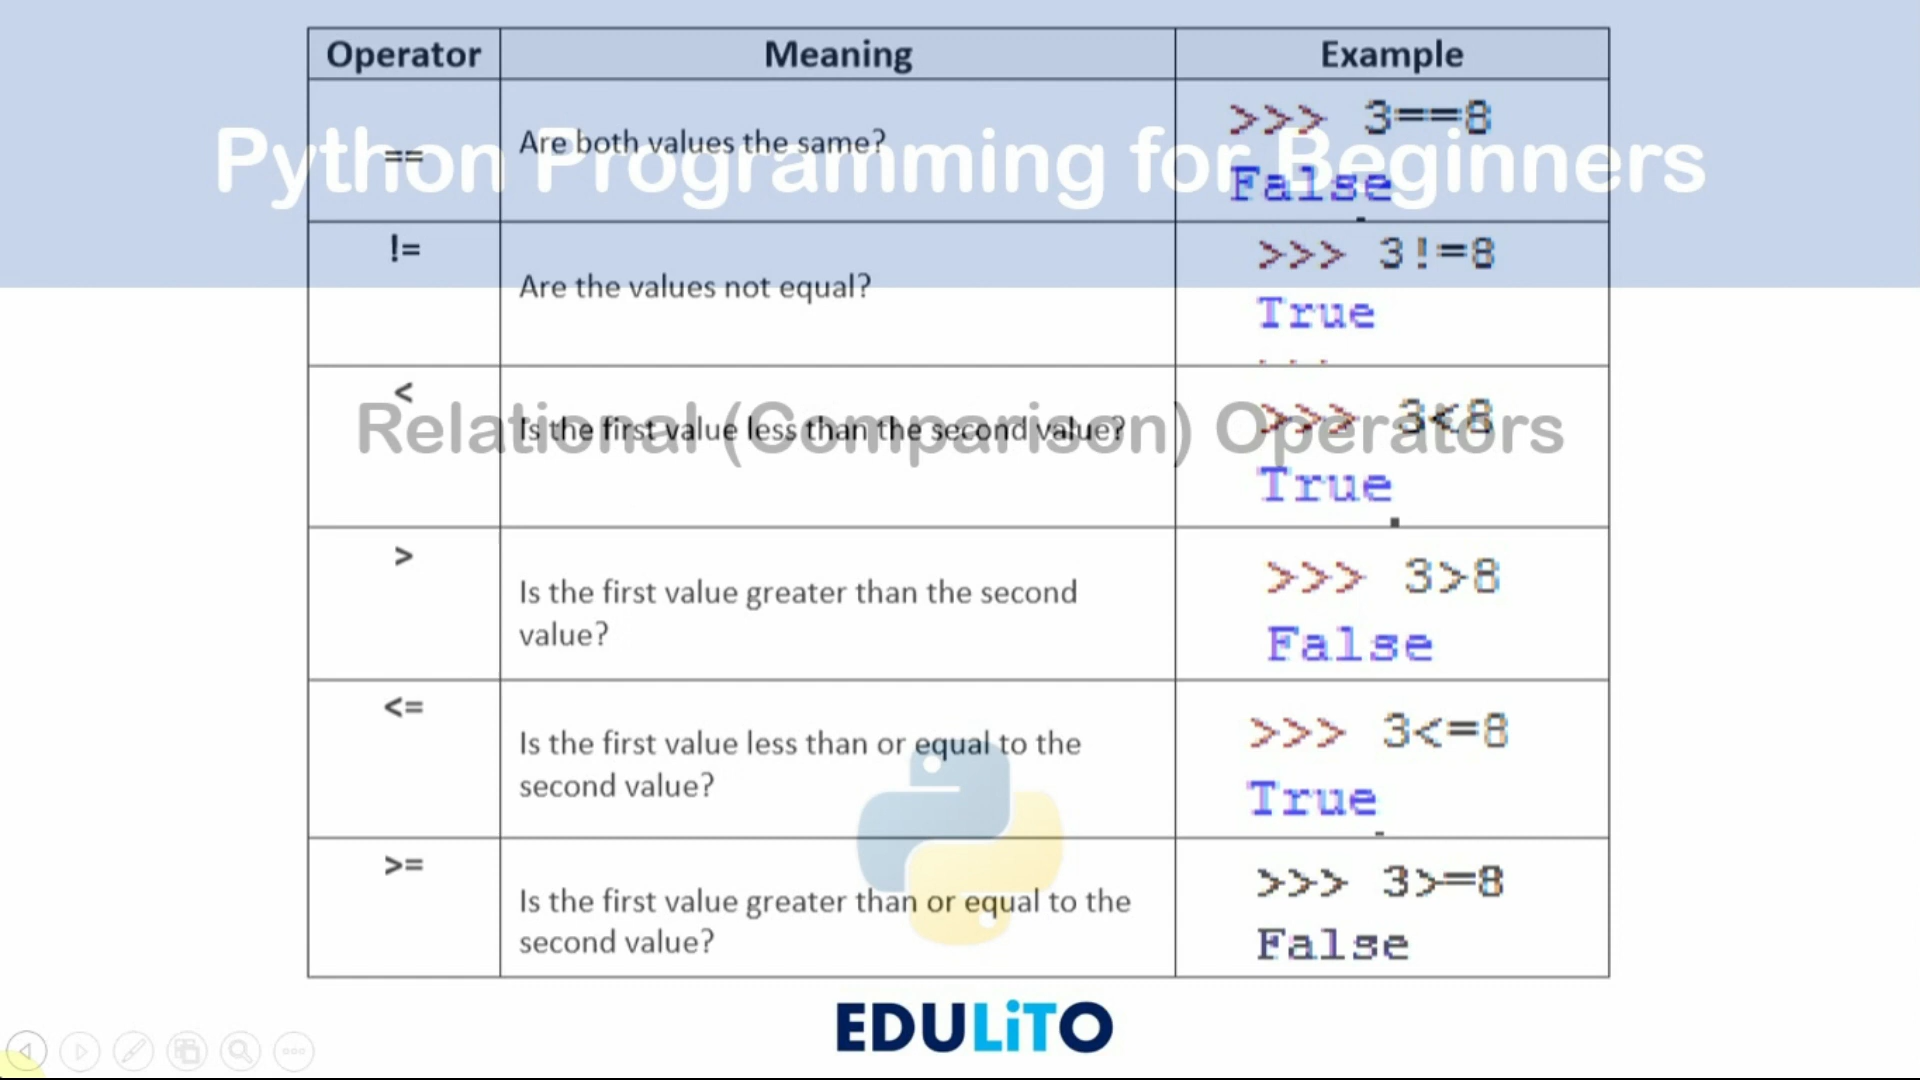 Operator Meaning Example
Python Programming for Beginners
== Are both values the same? >>> 3==8
False
!= Are the values not equal? >>> 3!=8
True
Relational (Comparison) Operators
< Is the first value less than the second value? >>> 3<8
True
> Is the first value greater than the second >>> 3>8
value? False
<= Is the first value less than or equal to the >>> 3<=8
second value? True
>= Is the first value greater than or equal to the >>> 3>=8
second value? False
EDULiTO